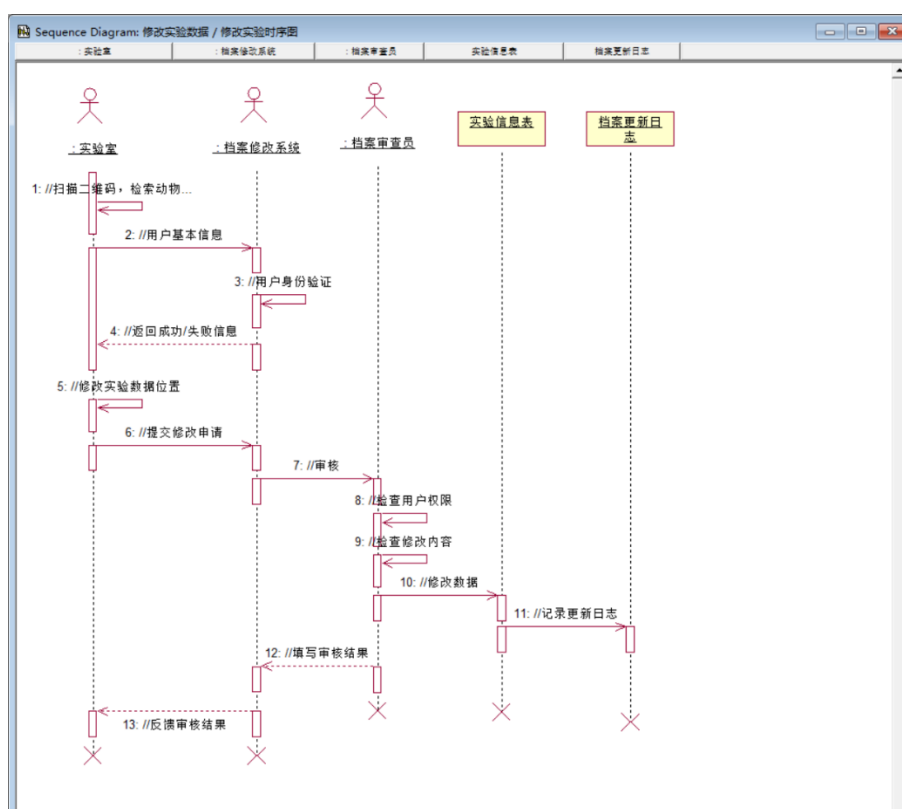 Sequence Diagram: 修改实验数据 / 修改实验时序图
: 实验室
: 档案修改系统
: 档案审查员
实验信息表
档案更新日志
: 实验室
: 档案修改系统
: 档案审查员
实验信息表
档案更新日
志
1: //扫描二维码，检索动物...
2: //用户基本信息
3: //用户身份验证
4: //返回成功/失败信息
5: //修改实验数据位置
6: //提交修改申请
7: //审核
8: //检查用户权限
9: //检查修改内容
10: //修改数据
11: //记录更新日志
12: //填写审核结果
13: //反馈审核结果